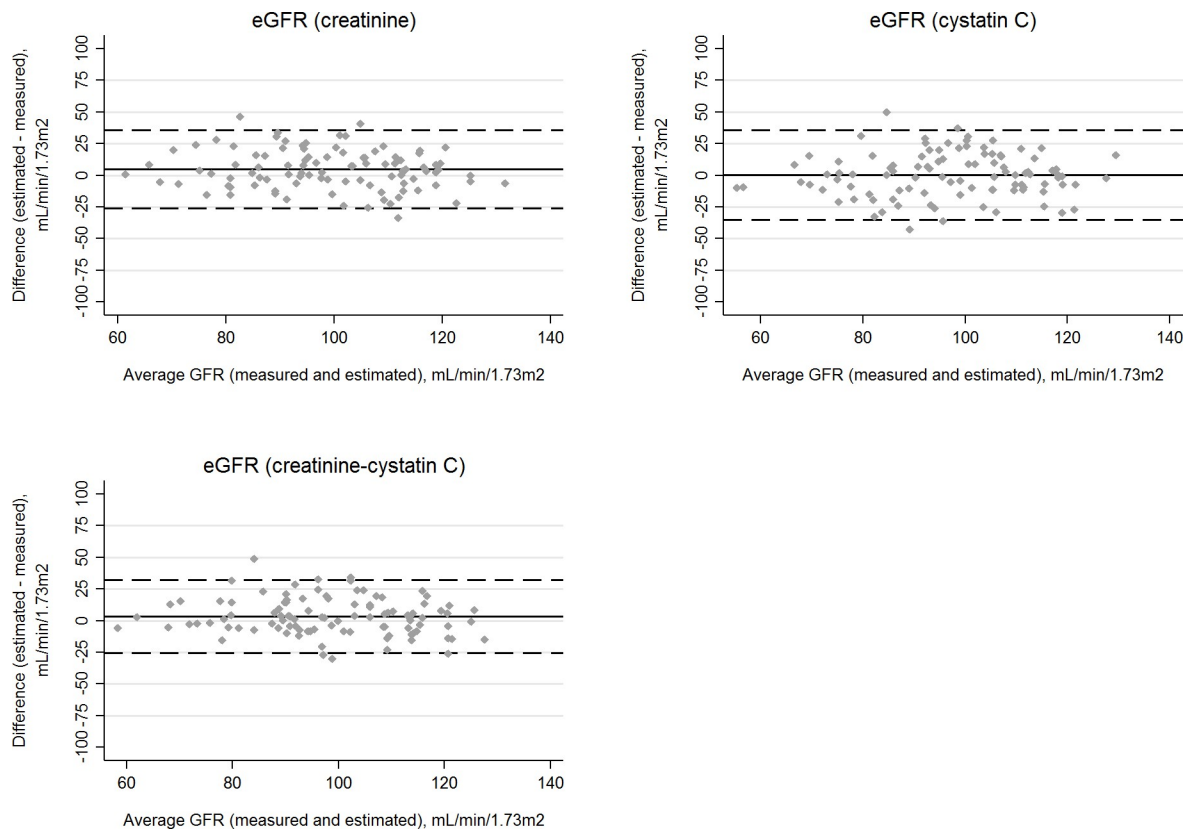 eGFR (creatinine)
Difference (estimated - measured),
mL/min/1.73m2
100
75
50
25
0
-25
-50
-75
-100
60 80 100 120 140
Average GFR (measured and estimated), mL/min/1.73m2
eGFR (cystatin C)
Difference (estimated - measured),
mL/min/1.73m2
100
75
50
25
0
-25
-50
-75
-100
60 80 100 120 140
Average GFR (measured and estimated), mL/min/1.73m2
eGFR (creatinine-cystatin C)
Difference (estimated - measured),
mL/min/1.73m2
100
75
50
25
0
-25
-50
-75
-100
60 80 100 120 140
Average GFR (measured and estimated), mL/min/1.73m2